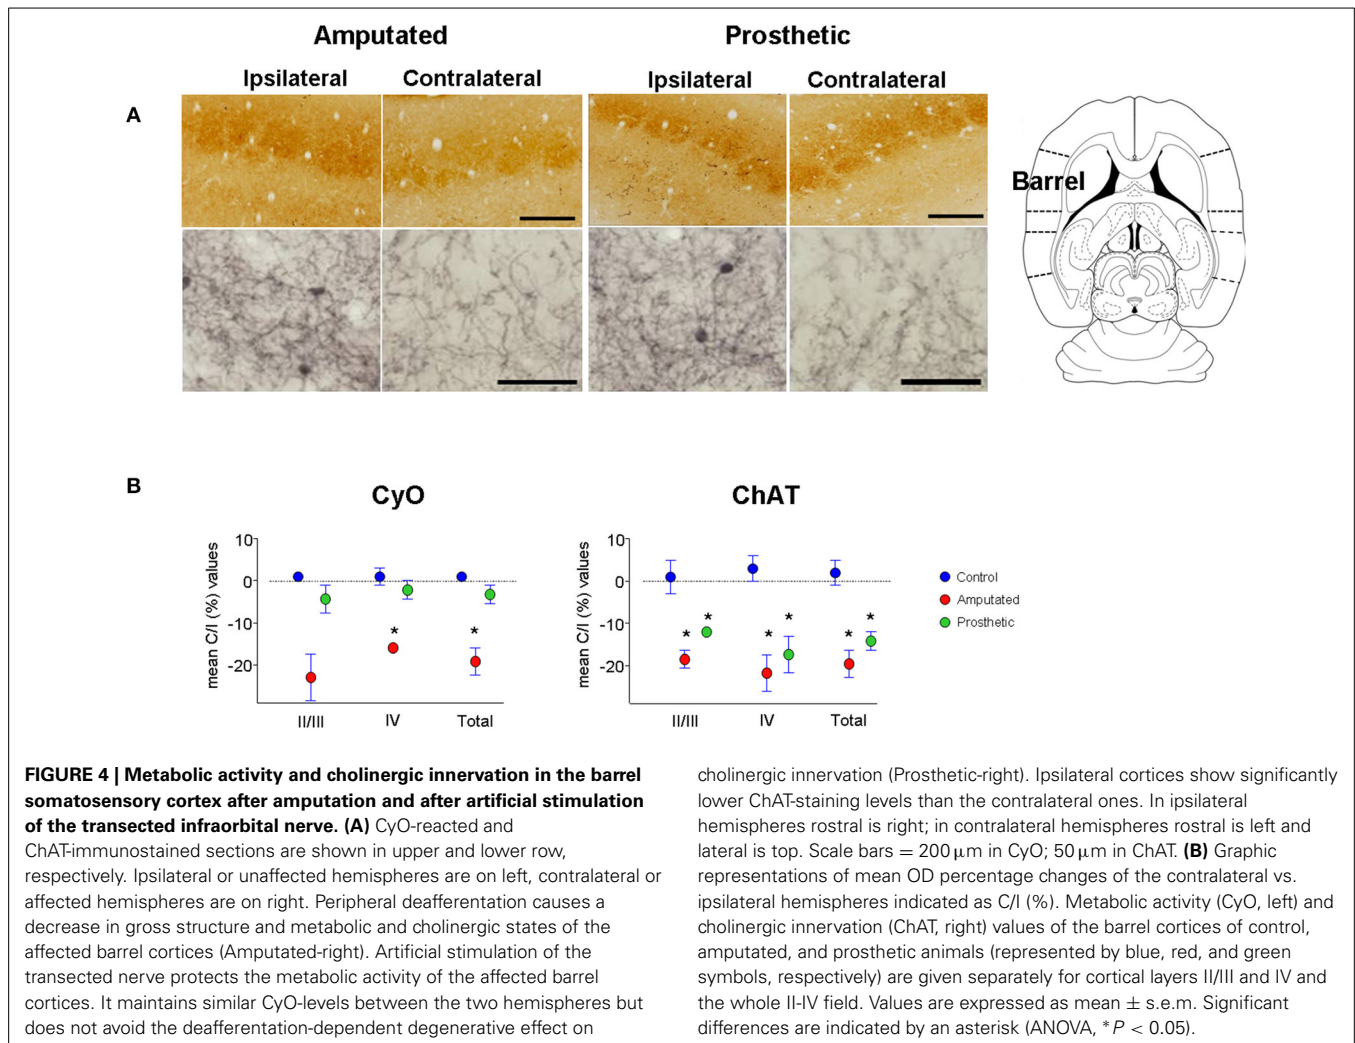 Amputated
Prosthetic
Ipsilateral
Contralateral
Ipsilateral
Contralateral
A
Barrel
B
CyO
ChAT
mean C/I (%) values
10
0
-10
-20
*
*
II/III
IV
Total
mean C/I (%) values
10
0
-10
-20
* *
* *
* *
II/III
IV
Total
Control
Amputated
Prosthetic
FIGURE 4 | Metabolic activity and cholinergic innervation in the barrel
somatosensory cortex after amputation and after artificial stimulation
of the transected infraorbital nerve. (A) CyO-reacted and
ChAT-immunostained sections are shown in upper and lower row,
respectively. Ipsilateral or unaffected hemispheres are on left, contralateral or
affected hemispheres are on right. Peripheral deafferentation causes a
decrease in gross structure and metabolic and cholinergic states of the
affected barrel cortices (Amputated-right). Artificial stimulation of the
transected nerve protects the metabolic activity of the affected barrel
cortices. It maintains similar CyO-levels between the two hemispheres but
does not avoid the deafferentation-dependent degenerative effect on
cholinergic innervation (Prosthetic-right). Ipsilateral cortices show significantly
lower ChAT-staining levels than the contralateral ones. In ipsilateral
hemispheres rostral is right; in contralateral hemispheres rostral is left and
lateral is top. Scale bars = 200 μm in CyO; 50 μm in ChAT. (B) Graphic
representations of mean OD percentage changes of the contralateral vs.
ipsilateral hemispheres indicated as C/I (%). Metabolic activity (CyO, left) and
cholinergic innervation (ChAT, right) values of the barrel cortices of control,
amputated, and prosthetic animals (represented by blue, red, and green
symbols, respectively) are given separately for cortical layers II/III and IV and
the whole II-IV field. Values are expressed as mean ± s.e.m. Significant
differences are indicated by an asterisk (ANOVA, *P < 0.05).